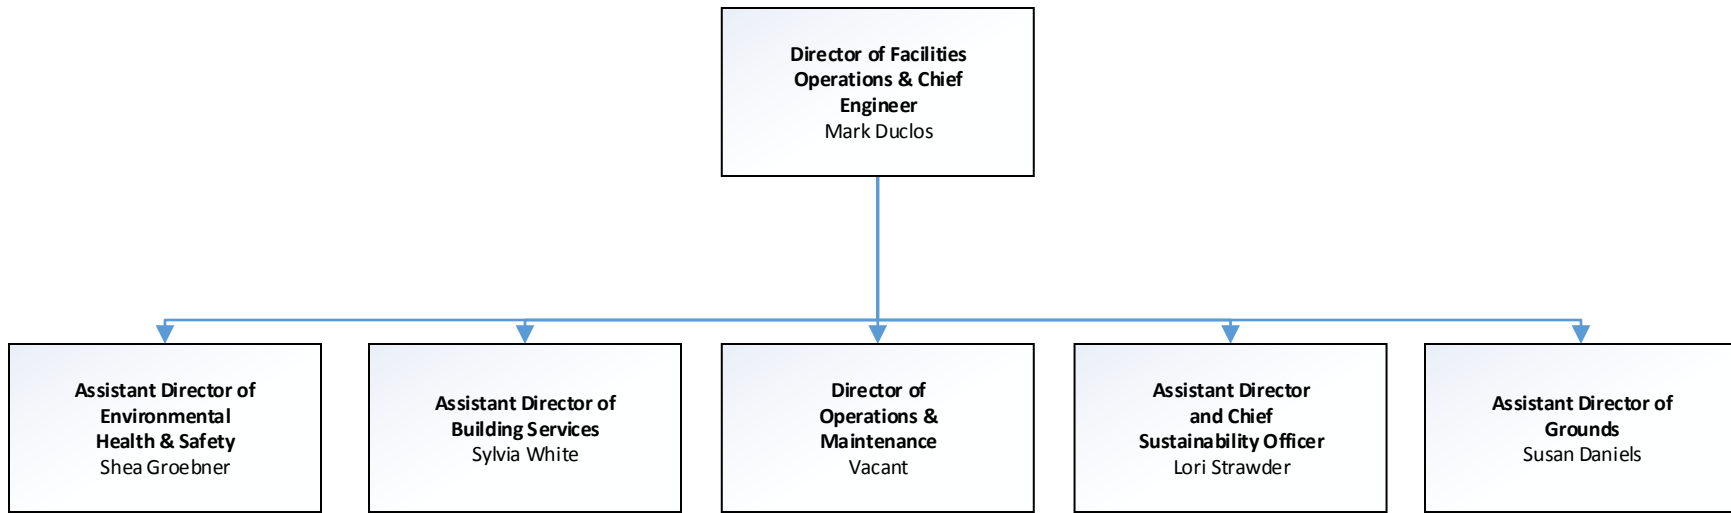 Director of Facilities
Operations & Chief
Engineer
Mark Duclos
Assistant Director of
Environmental
Health & Safety
Shea Groebner
Assistant Director of
Building Services
Sylvia White
Director of
Operations &
Maintenance
Vacant
Assistant Director
and Chief
Sustainability Officer
Lori Strawder
Assistant Director of
Grounds
Susan Daniels